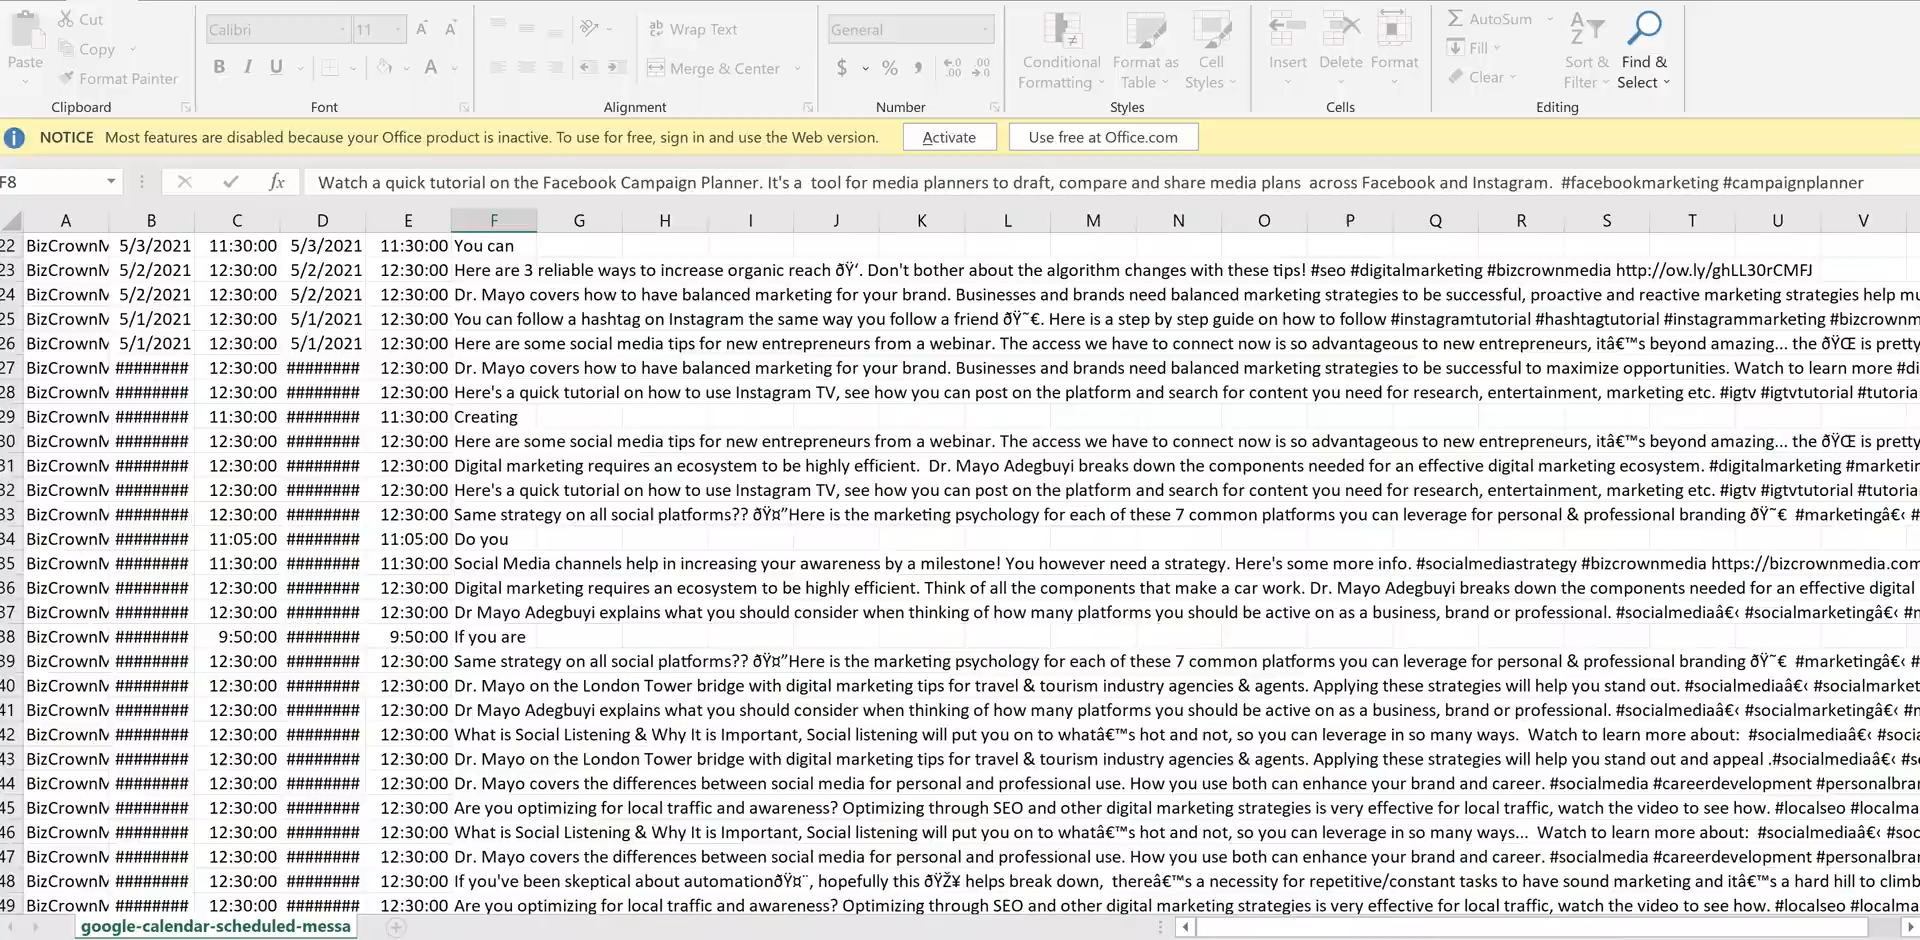 Cut
Copy
Format Painter
Paste
Clipboard
Calibri 11 A A
B I U A
Font
ab Wrap Text
Merge & Center
Alignment
General
$ % , .00 .00
Number
Conditional Formatting
Format as Table
Cell Styles
Styles
Insert Delete Format
Cells
AutoSum
Fill
Clear
Sort & Filter
Find & Select
Editing
NOTICE Most features are disabled because your Office product is inactive. To use for free, sign in and use the Web version. Activate Use free at Office.com
F8 fx Watch a quick tutorial on the Facebook Campaign Planner. It's a  tool for media planners to draft, compare and share media plans  across Facebook and Instagram.  #facebookmarketing #campaignplanner
A B C D E F G H I J K L M N O P Q R S T U V
22 BizCrownM 5/3/2021 11:30:00 5/3/2021 11:30:00 You can
23 BizCrownM 5/2/2021 12:30:00 5/2/2021 12:30:00 Here are 3 reliable ways to increase organic reach ðŸ‘. Don't bother about the algorithm changes with these tips! #seo #digitalmarketing #bizcrownmedia http://ow.ly/ghLL30rCMFJ
24 BizCrownM 5/2/2021 12:30:00 5/2/2021 12:30:00 Dr. Mayo covers how to have balanced marketing for your brand. Businesses and brands need balanced marketing strategies to be successful, proactive and reactive marketing strategies help mu
25 BizCrownM 5/1/2021 12:30:00 5/1/2021 12:30:00 You can follow a hashtag on Instagram the same way you follow a friend ðŸ˜€. Here is a step by step guide on how to follow #instagramtutorial #hashtagtutorial #instagrammarketing #bizcrownm
26 BizCrownM 5/1/2021 12:30:00 5/1/2021 12:30:00 Here are some social media tips for new entrepreneurs from a webinar. The access we have to connect now is so advantageous to new entrepreneurs, itâ€™s beyond amazing... the ðŸŒ is pretty
27 BizCrownM ######## 12:30:00 ######## 12:30:00 Dr. Mayo covers how to have balanced marketing for your brand. Businesses and brands need balanced marketing strategies to be successful to maximize opportunities. Watch to learn more #di
28 BizCrownM ######## 12:30:00 ######## 12:30:00 Here's a quick tutorial on how to use Instagram TV, see how you can post on the platform and search for content you need for research, entertainment, marketing etc. #igtv #igtvtutorial #tutoria
29 BizCrownM ######## 11:30:00 ######## 11:30:00 Creating
30 BizCrownM ######## 12:30:00 ######## 12:30:00 Here are some social media tips for new entrepreneurs from a webinar. The access we have to connect now is so advantageous to new entrepreneurs, itâ€™s beyond amazing... the ðŸŒ is pretty
31 BizCrownM ######## 12:30:00 ######## 12:30:00 Digital marketing requires an ecosystem to be highly efficient.  Dr. Mayo Adegbuyi breaks down the components needed for an effective digital marketing ecosystem. #digitalmarketing #marketin
32 BizCrownM ######## 12:30:00 ######## 12:30:00 Here's a quick tutorial on how to use Instagram TV, see how you can post on the platform and search for content you need for research, entertainment, marketing etc. #igtv #igtvtutorial #tutoria
33 BizCrownM ######## 12:30:00 ######## 12:30:00 Same strategy on all social platforms?? ðŸ¤”Here is the marketing psychology for each of these 7 common platforms you can leverage for personal & professional branding ðŸ˜€  #marketingâ€‹ #
34 BizCrownM ######## 11:05:00 ######## 11:05:00 Do you
35 BizCrownM ######## 11:30:00 ######## 11:30:00 Social Media channels help in increasing your awareness by a milestone! You however need a strategy. Here's some more info. #socialmediastrategy #bizcrownmedia https://bizcrownmedia.com
36 BizCrownM ######## 12:30:00 ######## 12:30:00 Digital marketing requires an ecosystem to be highly efficient. Think of all the components that make a car work. Dr. Mayo Adegbuyi breaks down the components needed for an effective digital
37 BizCrownM ######## 12:30:00 ######## 12:30:00 Dr Mayo Adegbuyi explains what you should consider when thinking of how many platforms you should be active on as a business, brand or professional. #socialmediaâ€‹ #socialmarketingâ€‹ #n
38 BizCrownM ######## 9:50:00 ######## 9:50:00 If you are
39 BizCrownM ######## 12:30:00 ######## 12:30:00 Same strategy on all social platforms?? ðŸ¤”Here is the marketing psychology for each of these 7 common platforms you can leverage for personal & professional branding ðŸ˜€  #marketingâ€‹ #
40 BizCrownM ######## 12:30:00 ######## 12:30:00 Dr. Mayo on the London Tower bridge with digital marketing tips for travel & tourism industry agencies & agents. Applying these strategies will help you stand out. #socialmediaâ€‹ #socialmarket
41 BizCrownM ######## 12:30:00 ######## 12:30:00 Dr Mayo Adegbuyi explains what you should consider when thinking of how many platforms you should be active on as a business, brand or professional. #socialmediaâ€‹ #socialmarketingâ€‹ #n
42 BizCrownM ######## 12:30:00 ######## 12:30:00 What is Social Listening & Why It is Important, Social listening will put you on to whatâ€™s hot and not, so you can leverage in so many ways.  Watch to learn more about:  #socialmediaâ€‹ #socia
43 BizCrownM ######## 12:30:00 ######## 12:30:00 Dr. Mayo on the London Tower bridge with digital marketing tips for travel & tourism industry agencies & agents. Applying these strategies will help you stand out and appeal .#socialmediaâ€‹ #s
44 BizCrownM ######## 12:30:00 ######## 12:30:00 Dr. Mayo covers the differences between social media for personal and professional use. How you use both can enhance your brand and career. #socialmedia #careerdevelopment #personalbran
45 BizCrownM ######## 12:30:00 ######## 12:30:00 Are you optimizing for local traffic and awareness? Optimizing through SEO and other digital marketing strategies is very effective for local traffic, watch the video to see how. #localseo #localma
46 BizCrownM ######## 12:30:00 ######## 12:30:00 What is Social Listening & Why It is Important, Social listening will put you on to whatâ€™s hot and not, so you can leverage in so many ways...  Watch to learn more about:  #socialmediaâ€‹ #soc
47 BizCrownM ######## 12:30:00 ######## 12:30:00 Dr. Mayo covers the differences between social media for personal and professional use. How you use both can enhance your brand and career. #socialmedia #careerdevelopment #personalbran
48 BizCrownM ######## 12:30:00 ######## 12:30:00 If you've been skeptical about automationðŸ¤¨, hopefully this ðŸŽ¥ helps break down,  thereâ€™s a necessity for repetitive/constant tasks to have sound marketing and itâ€™s a hard hill to climb
49 BizCrownM ######## 12:30:00 ######## 12:30:00 Are you optimizing for local traffic and awareness? Optimizing through SEO and other digital marketing strategies is very effective for local traffic, watch the video to see how. #localseo #localma
google-calendar-scheduled-messa